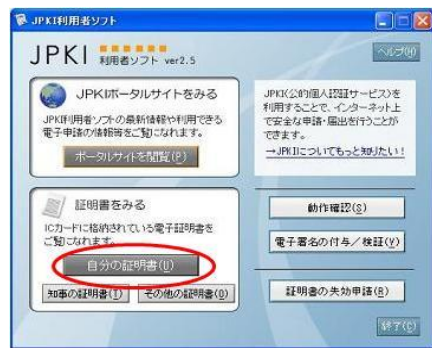 JPKI利用者ソフト
JPKI 利用者ソフト ver2.5
ヘルプ(H)
JPKIポータルサイトをみる
JPKI利用者ソフトの最新情報や利用できる
電子申請の情報等をご覧になれます。
ポータルサイトを閲覧(P)
JPKI(公的個人認証サービス)を
利用することで、インターネット上
で安全な申請・届出を行うことが
できます。
→JPKIについてもっと知りたい!
証明書をみる
ICカードに格納されている電子証明書を
ご覧になれます。
自分の証明書(U)
知事の証明書(T)
その他の証明書(O)
動作確認(S)
電子署名の付与/検証(V)
証明書の失効申請(R)
終了(C)